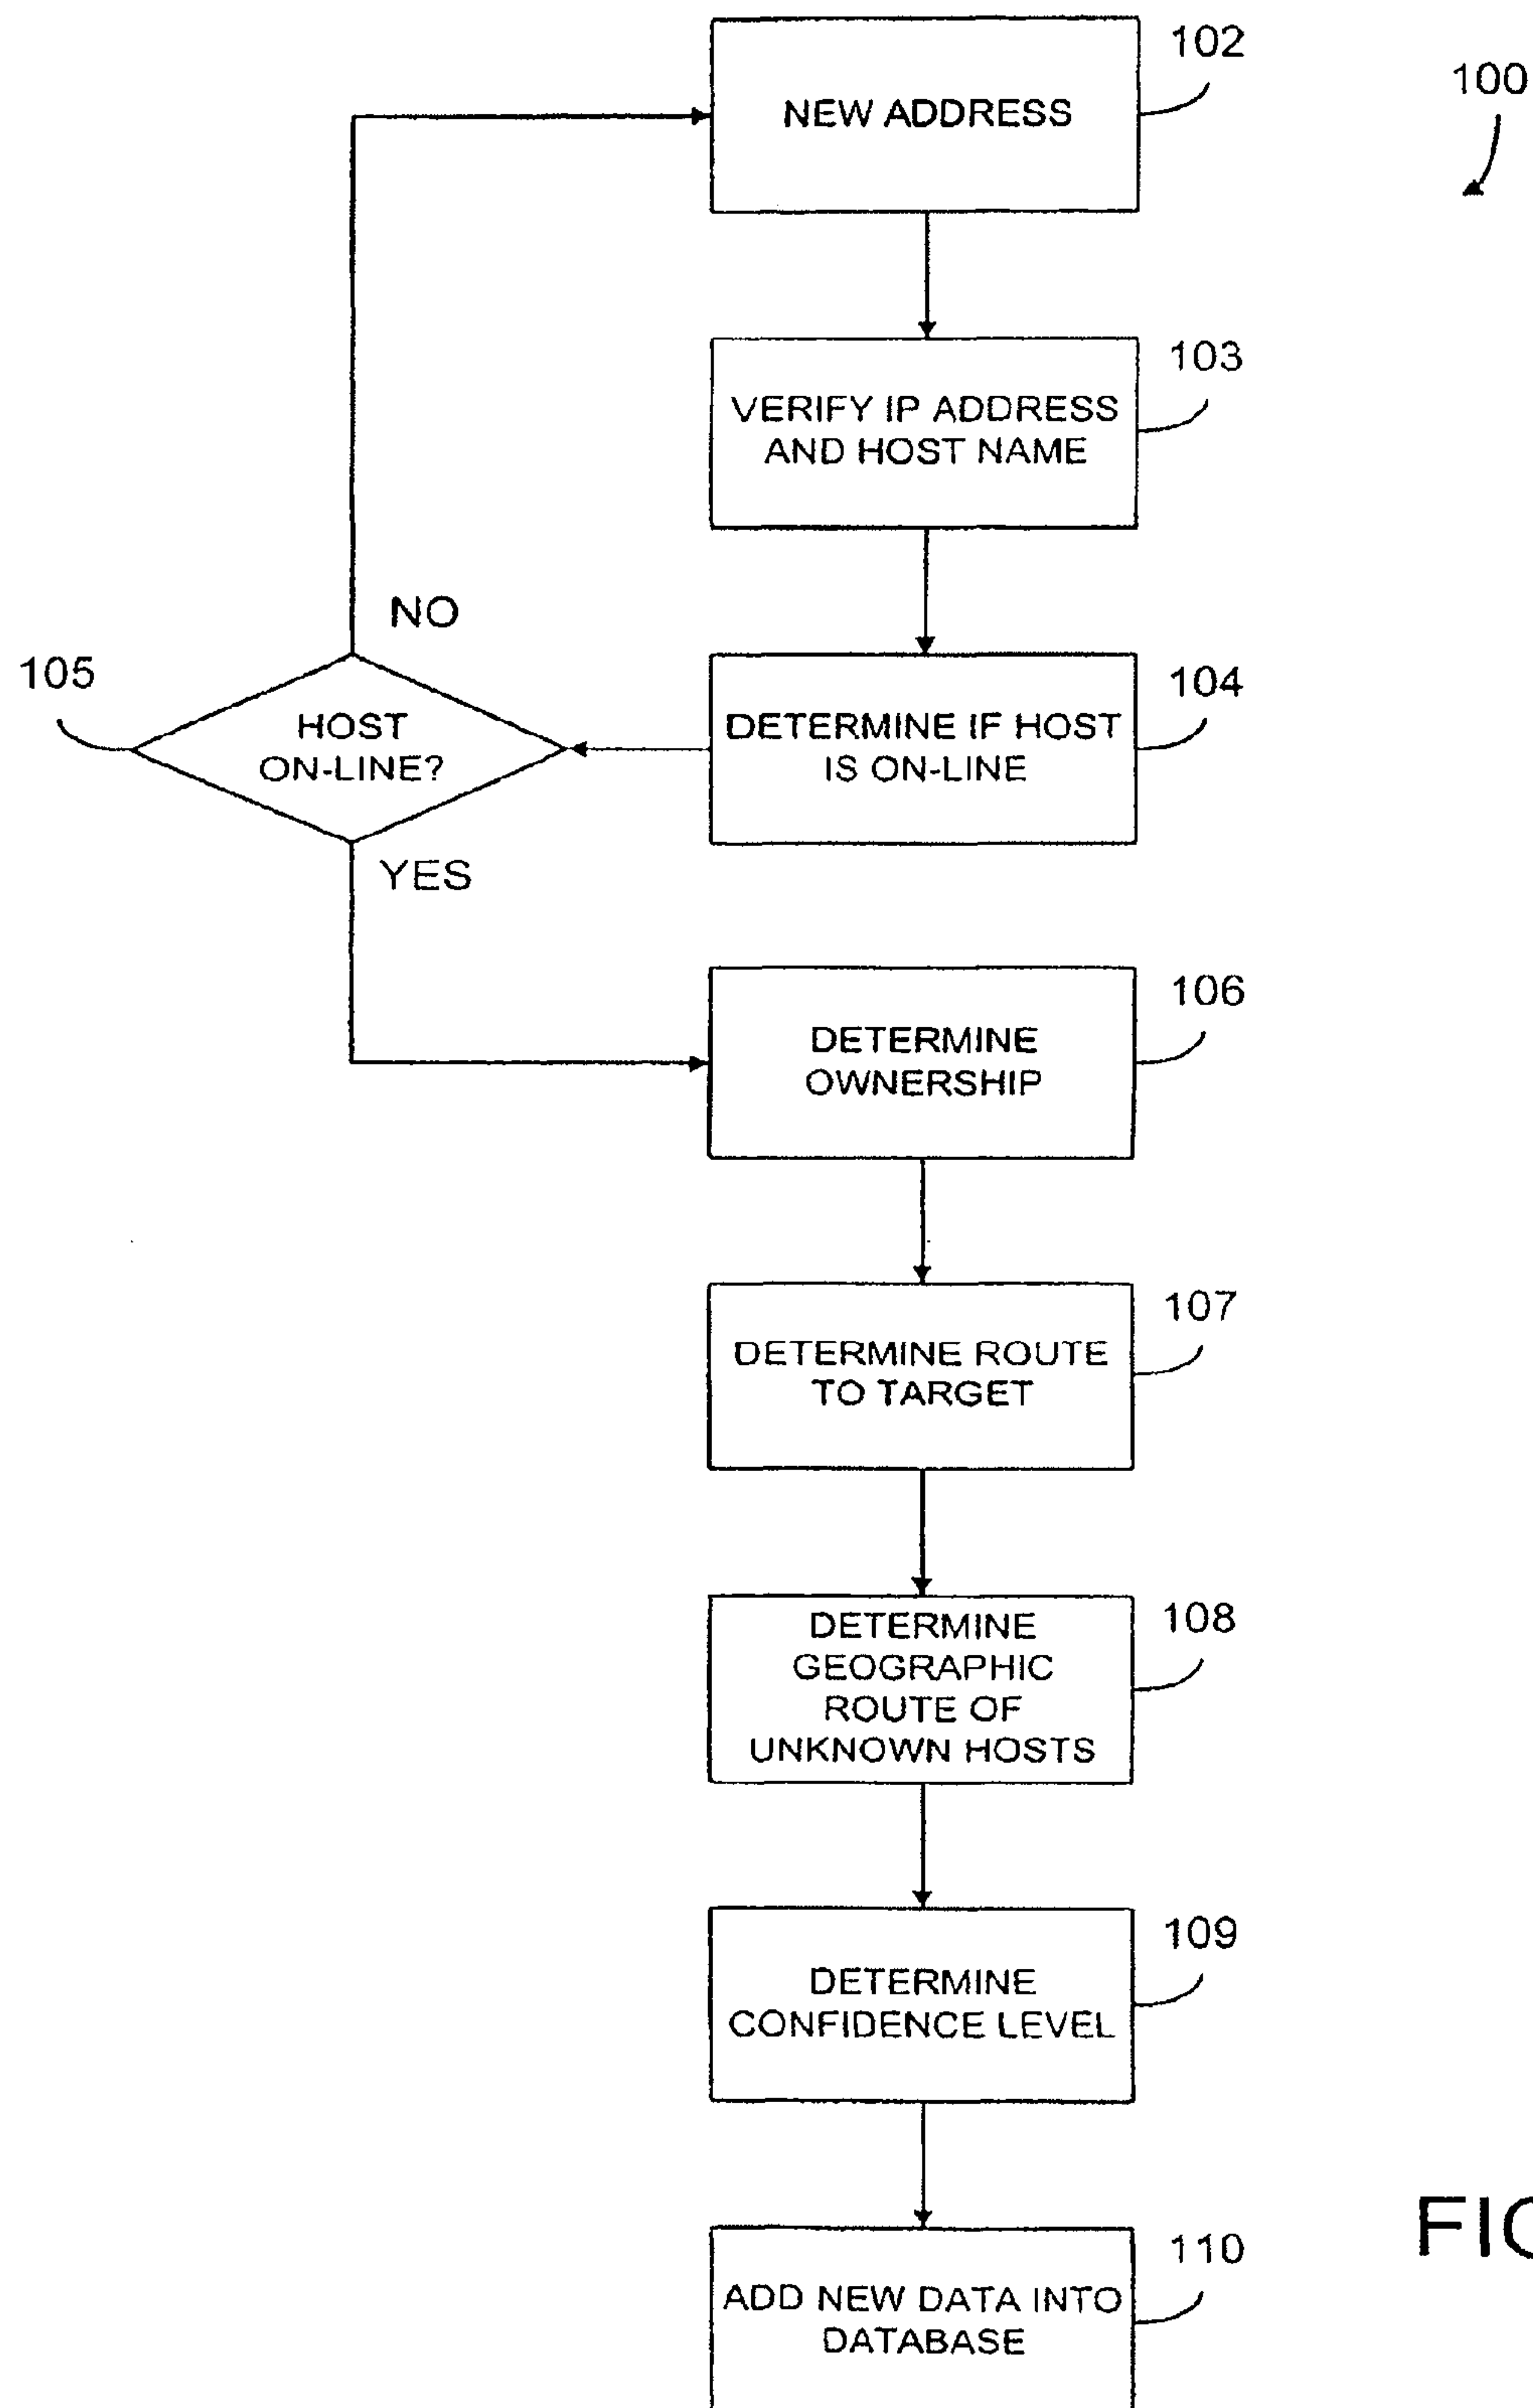 102
100
NEW ADDRESS
103
VERIFY IP ADDRESS
AND HOST NAME
NO
105
104
HOST
ON-LINE?
DETERMINE IF HOST
IS ON-LINE
YES
106
DETERMINE
OWNERSHIP
107
DETERMINE ROUTE
TO TARGET
108
DETERMINE
GEOGRAPHIC
ROUTE OF
UNKNOWN HOSTS
109
DETERMINE
CONFIDENCE LEVEL
110
ADD NEW DATA INTO
DATABASE